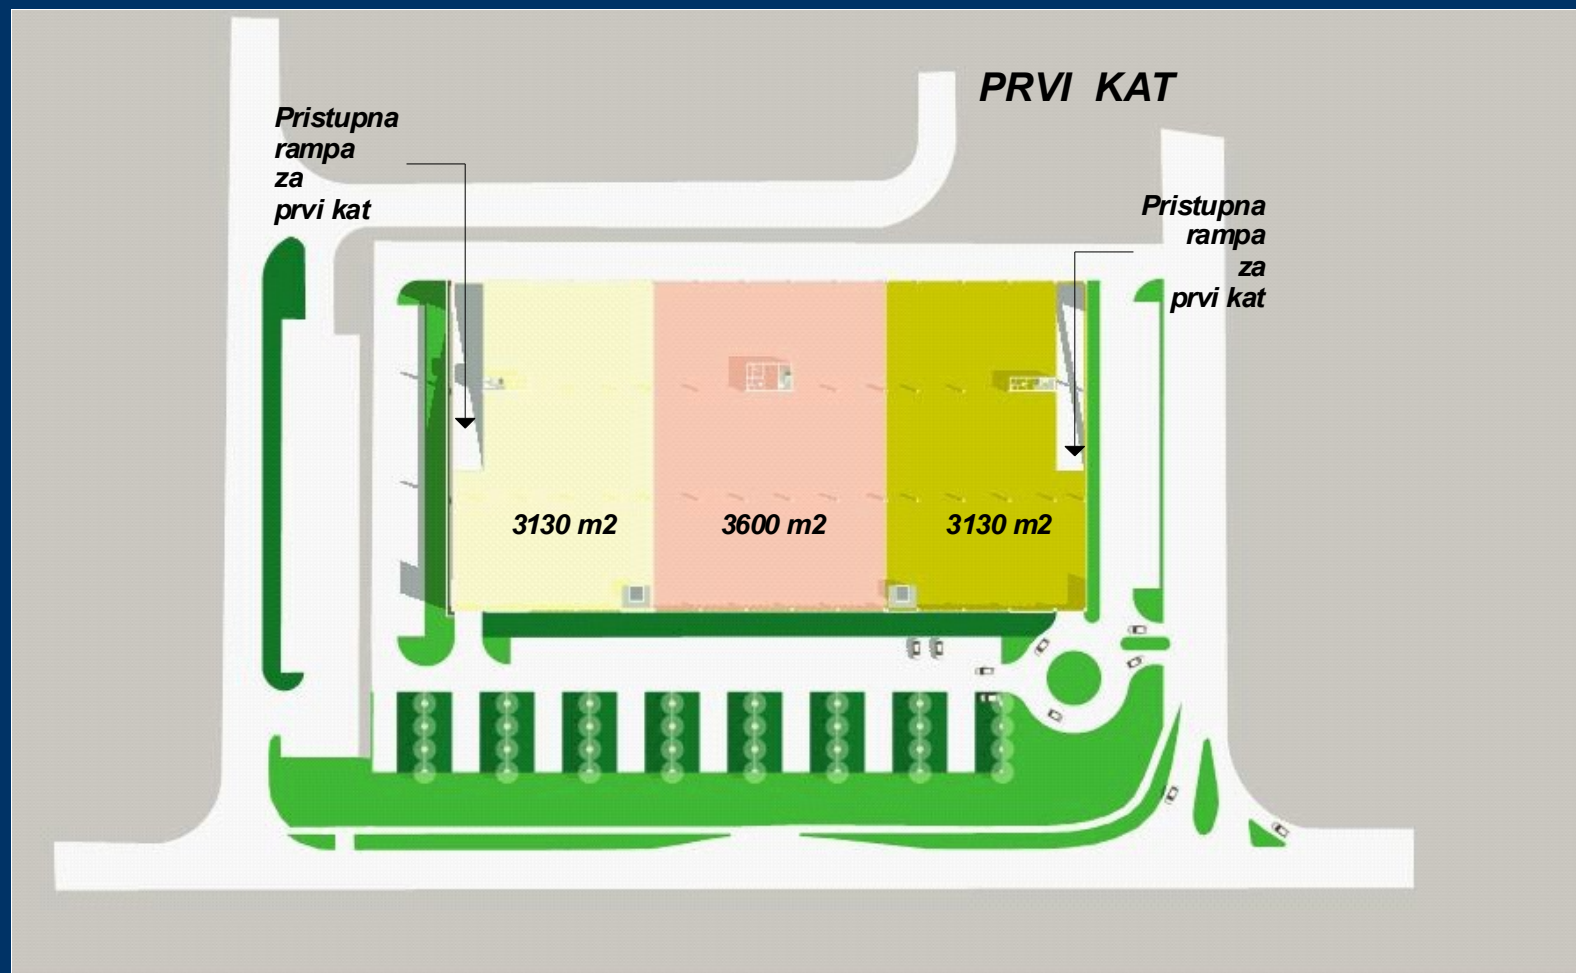 PRVI KAT
Pristupna
rampa
za
prvi kat
Pristupna
rampa
za
prvi kat
3130 m2
3600 m2
3130 m2